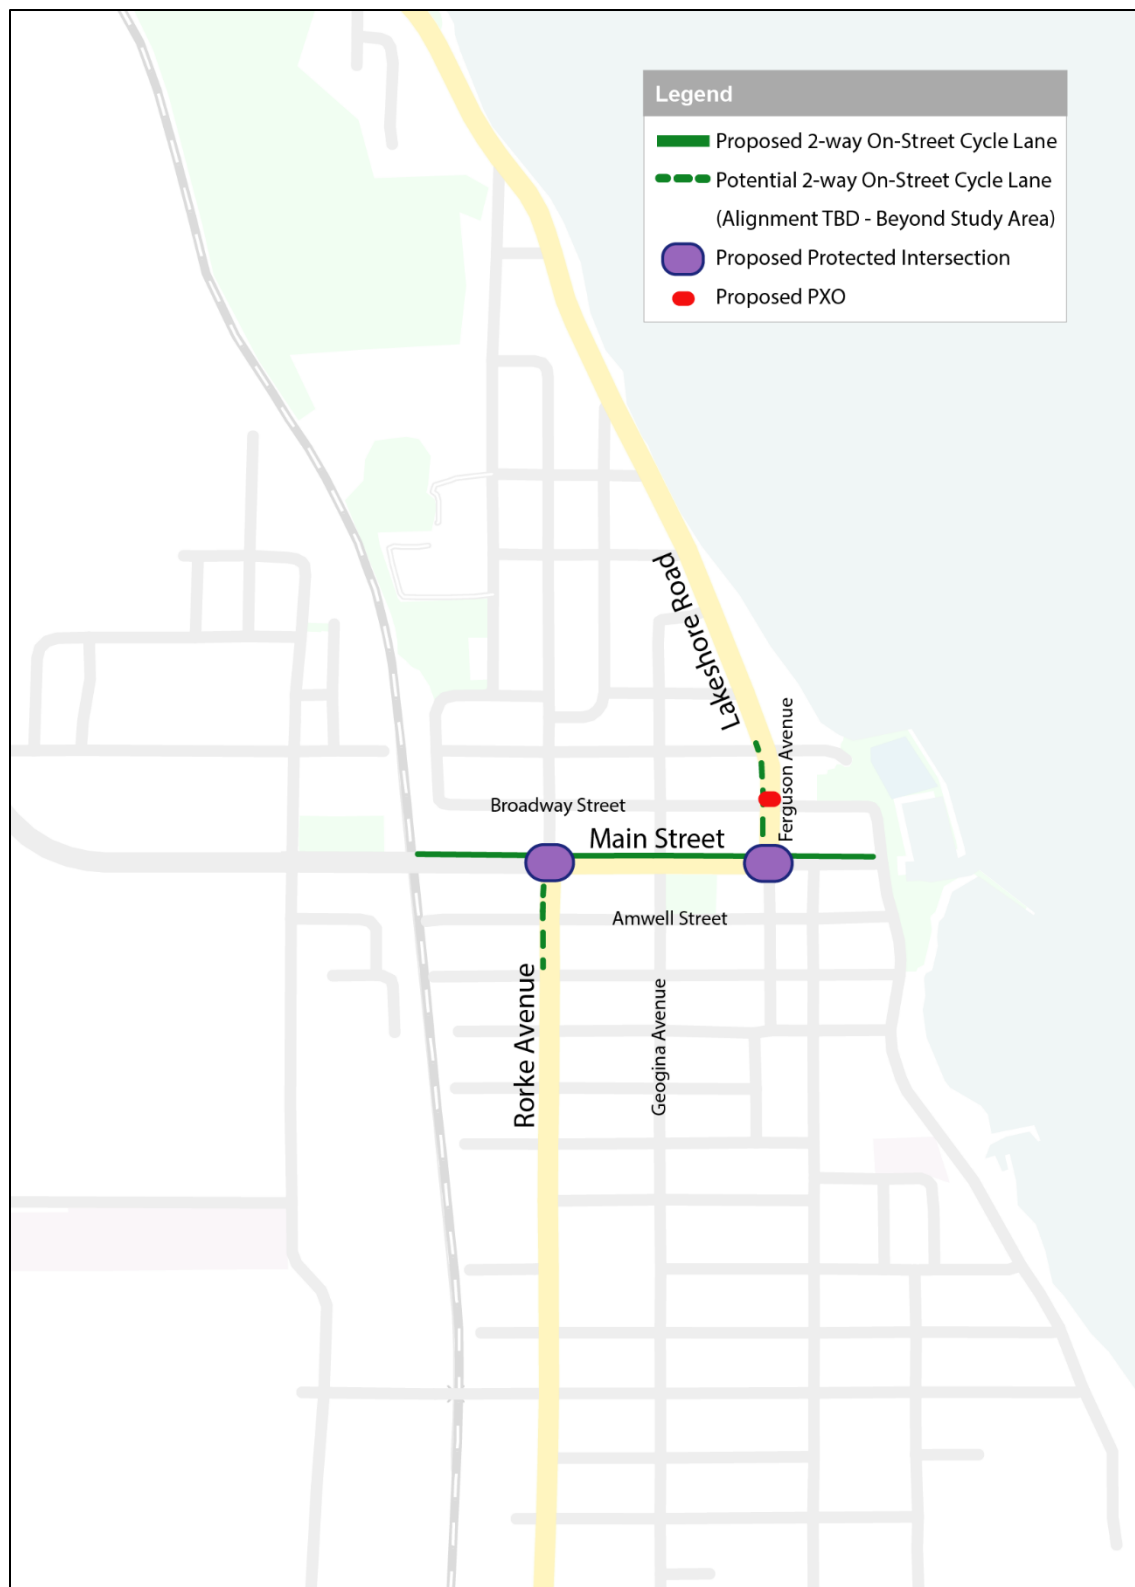 Legend
Proposed 2-way On-Street Cycle Lane
Potential 2-way On-Street Cycle Lane
(Alignment TBD - Beyond Study Area)
Proposed Protected Intersection
Proposed PXO
Lakeshore Road
Ferguson Avenue
Broadway Street
Main Street
Amwell Street
Rorke Avenue
Geogina Avenue